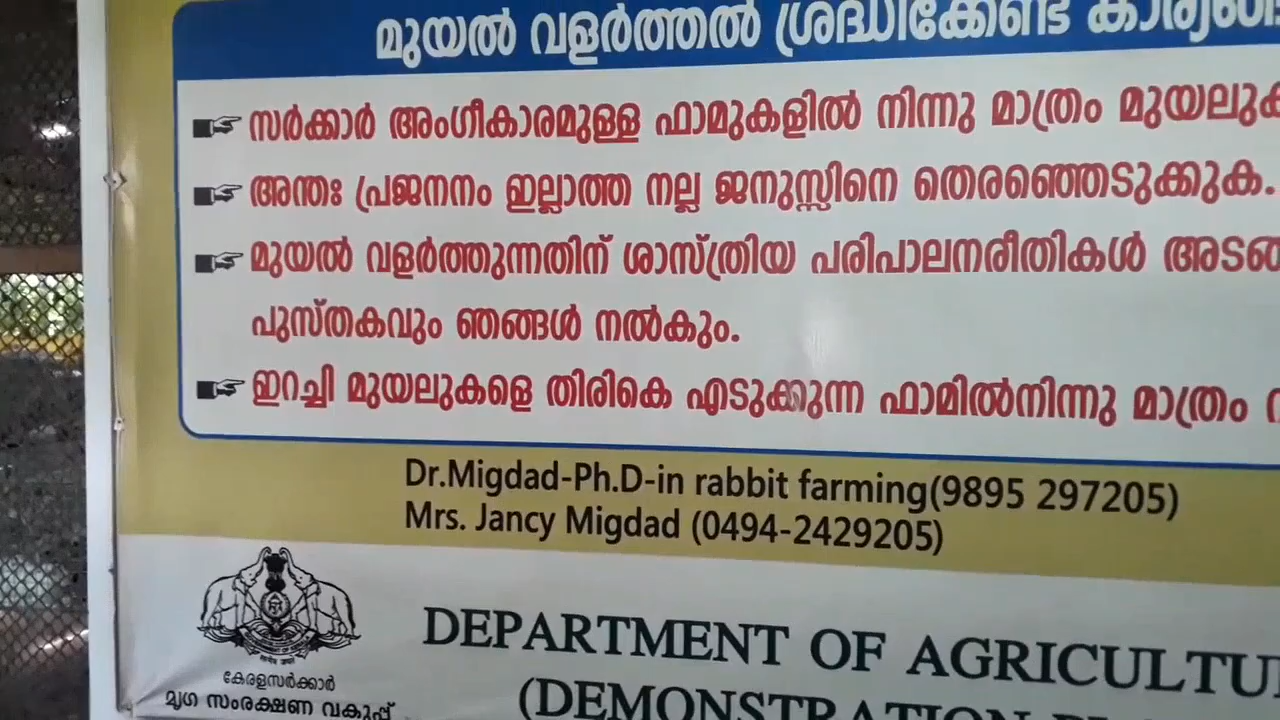 മുയൽ വളർത്തൽ ശ്രദ്ധിക്കേണ്ട
സർക്കാർ അംഗീകാരമുള്ള ഫാമുകളിൽ നിന്നു മാത്രം
അന്തഃ പ്രജനനം ഇല്ലാത്ത നല്ല ജനുസ്സിനെ തെരഞ്ഞെടുക്കുക.
മുയൽ വളർത്തുന്നതിന് ശാസ്ത്രിയ പരിപാലനരീതികൾ
പുസ്തകവും ഞങ്ങൾ നൽകും.
ഇറച്ചി മുയലുകളെ തിരികെ എടുക്കുന്ന ഫാമിൽനിന്നു മാത്രം
Dr.Migdad-Ph.D-in rabbit farming(9895 297205)
Mrs. Jancy Migdad (0494-2429205)
കേരളസർക്കാർ
മൃഗ സംരക്ഷണ വകുപ്പ്
DEPARTMENT OF
(DEMONSTRATION